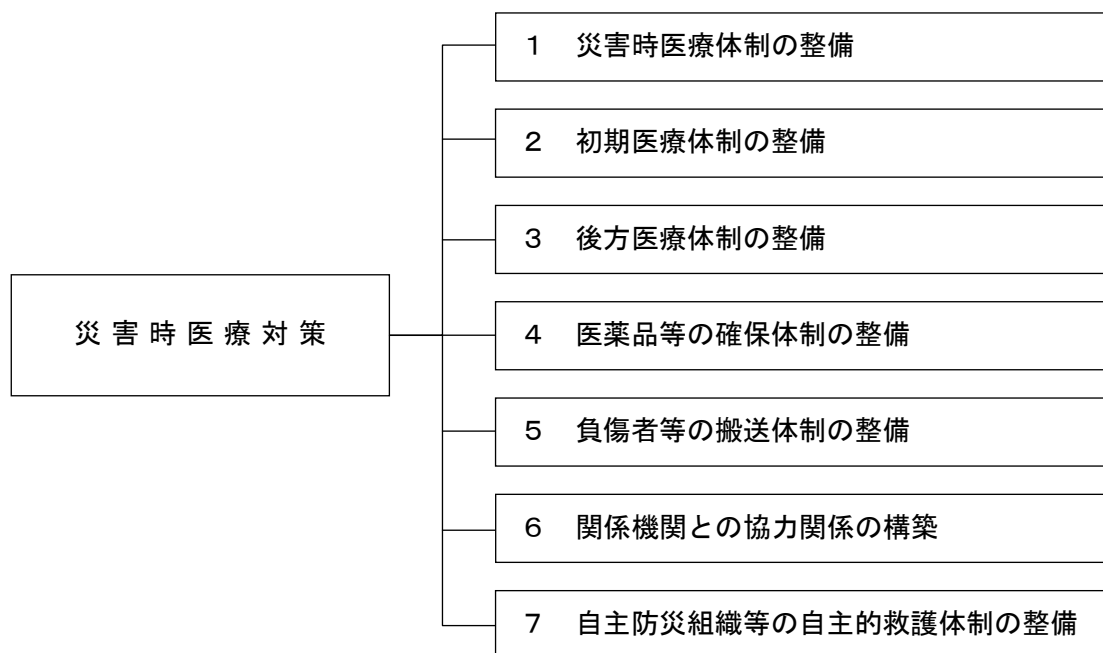 災害時医療対策
1 災害時医療体制の整備
2 初期医療体制の整備
3 後方医療体制の整備
4 医薬品等の確保体制の整備
5 負傷者等の搬送体制の整備
6 関係機関との協力関係の構築
7 自主防災組織等の自主的救護体制の整備